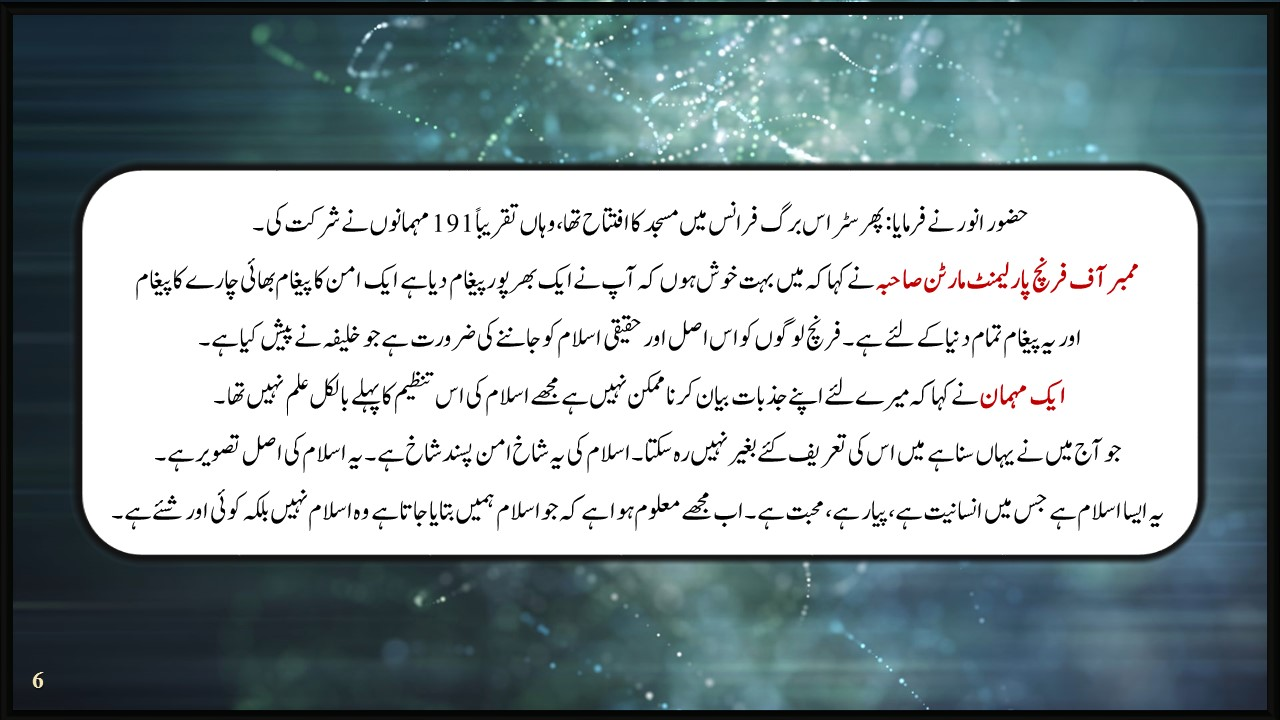 حضور انور نے فرمایا: پھر سٹراس برگ فرانس میں مسجد کا افتتاح تھا، وہاں تقریباً 191 مہمانوں نے شرکت کی۔
ممبر آف فرنچ پارلیمنٹ مارٹن صاحبہ نے کہا کہ میں بہت خوش ہوں کہ آپ نے ایک بھرپور پیغام دیا ہے ایک امن کا پیغام بھائی چارے کا پیغام
اور یہ پیغام تمام دنیا کے لئے ہے۔ فرنچ لوگوں کو اس اصل اور حقیقی اسلام کو جاننے کی ضرورت ہے جو خلیفہ نے پیش کیا ہے۔
ایک مہمان نے کہا کہ میرے لئے اپنے جذبات بیان کرنا ممکن نہیں ہے مجھے اسلام کی اس تنظیم کا پہلے بالکل علم نہیں تھا۔
جو آج میں نے یہاں سنا ہے میں اس کی تعریف کئے بغیر نہیں رہ سکتا۔ اسلام کی یہ شاخ امن پسند شاخ ہے۔ یہ اسلام کی اصل تصویر ہے۔
یہ ایسا اسلام ہے جس میں انسانیت ہے، پیار ہے، محبت ہے۔ اب مجھے معلوم ہوا ہے کہ جو اسلام ہمیں بتایا جاتا ہے وہ اسلام نہیں بلکہ کوئی اور شئے ہے۔
6